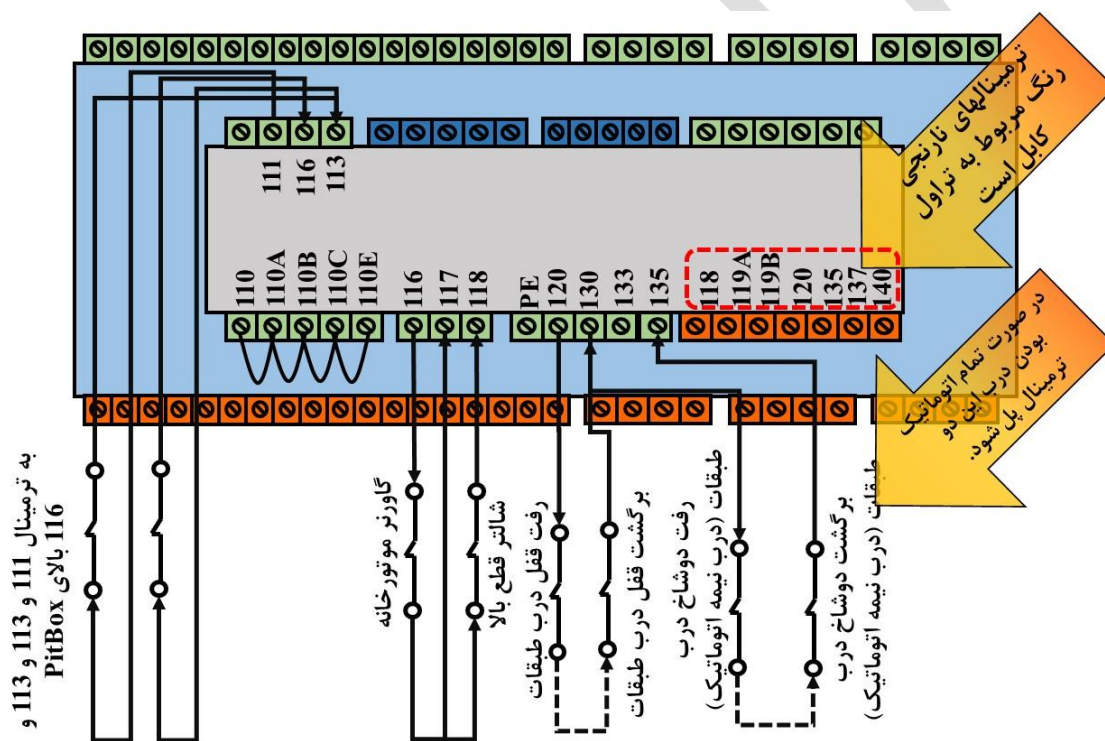 ترمینالهای نارنجی
رنگ مربوط به تراول
کابل است
111
116
113
110
110A
110B
110C
110E
116
117
118
PE
120
130
133
135
118
119A
119B
120
135
137
140
در صورت تمام اتوماتیک
بودن درب این دو
ترمینال پل شود.
به ترمینال 111 و 113 و 113 و
116 بالای PitBox
گاورنر موتورخانه
شالتر قطع بالا
رفت قفل درب طبقات
برگشت قفل درب طبقات
رفت دوشاخ درب
طبقات (درب نیمه اتوماتیک)
برگشت دوشاخ درب
طبقات (درب نیمه اتوماتیک)